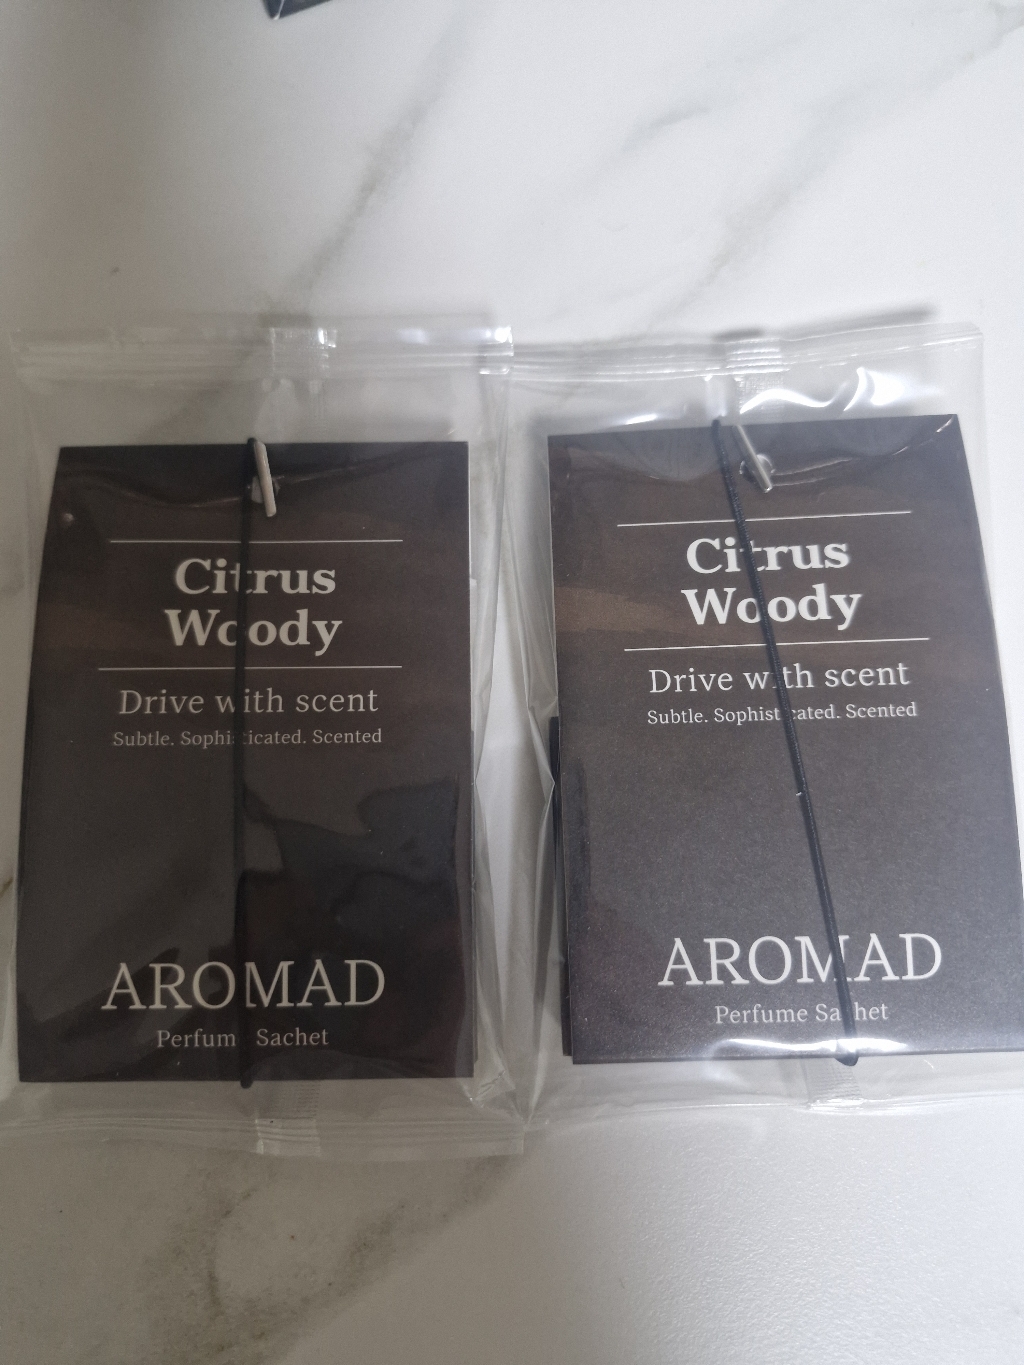 Citrus
Woody
Drive with scent
Subtle. Sophisticated. Scented
AROMAD
Perfume Sachet
Citrus
Woody
Drive with scent
Subtle. Sophisticated. Scented
AROMAD
Perfume Sachet